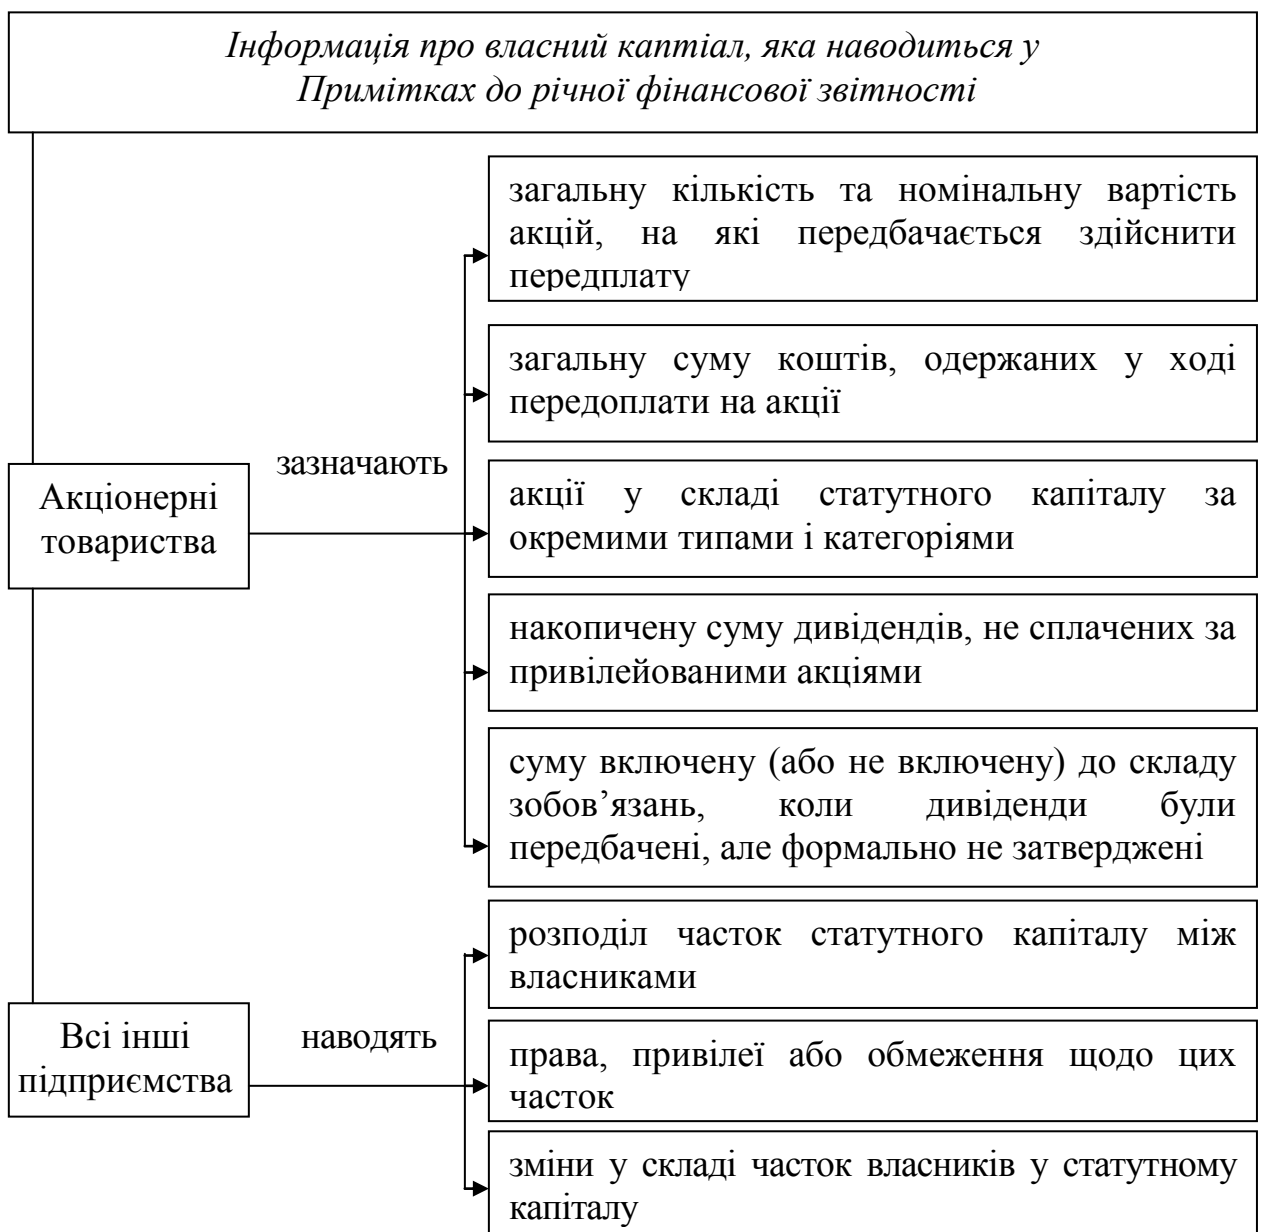 Інформація про власний каптіал, яка наводиться у
Примітках до річної фінансової звітності
загальну кількість та номінальну вартість
акцій, на які передбачається здійснити
передплату
загальну суму коштів, одержаних у ході
передоплати на акції
зазначають
Акціонерні
товариства
акції у складі статутного капіталу за
окремими типами і категоріями
накопичену суму дивідендів, не сплачених за
привілейованими акціями
суму включену (або не включену) до складу
зобов’язань, коли дивіденди були
передбачені, але формально не затверджені
розподіл часток статутного капіталу між
власниками
Всі інші
підприємства
наводять
права, привілеї або обмеження щодо цих
часток
зміни у складі часток власників у статутному
капіталу